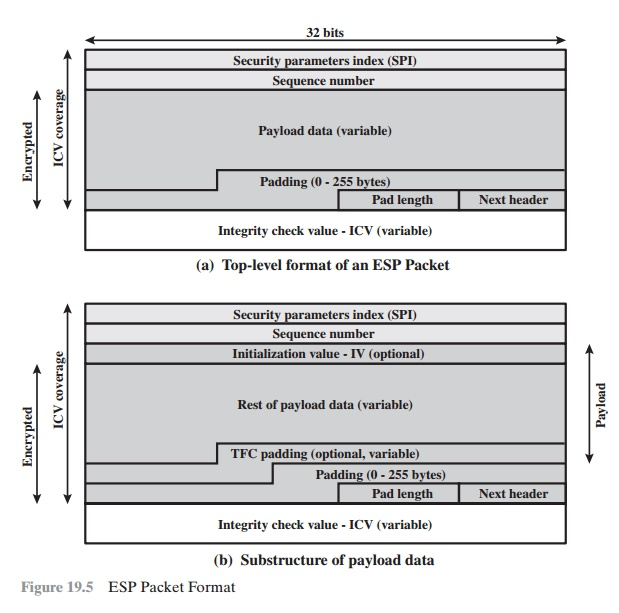 32 bits
Security parameters index (SPI)
Sequence number
Payload data (variable)
Padding (0 - 255 bytes)
Pad length
Next header
Integrity check value - ICV (variable)
Encrypted
ICV coverage
(a) Top-level format of an ESP Packet
Security parameters index (SPI)
Sequence number
Initialization value - IV (optional)
Rest of payload data (variable)
TFC padding (optional, variable)
Padding (0 - 255 bytes)
Pad length
Next header
Integrity check value - ICV (variable)
Encrypted
ICV coverage
Payload
(b) Substructure of payload data
Figure 19.5 ESP Packet Format